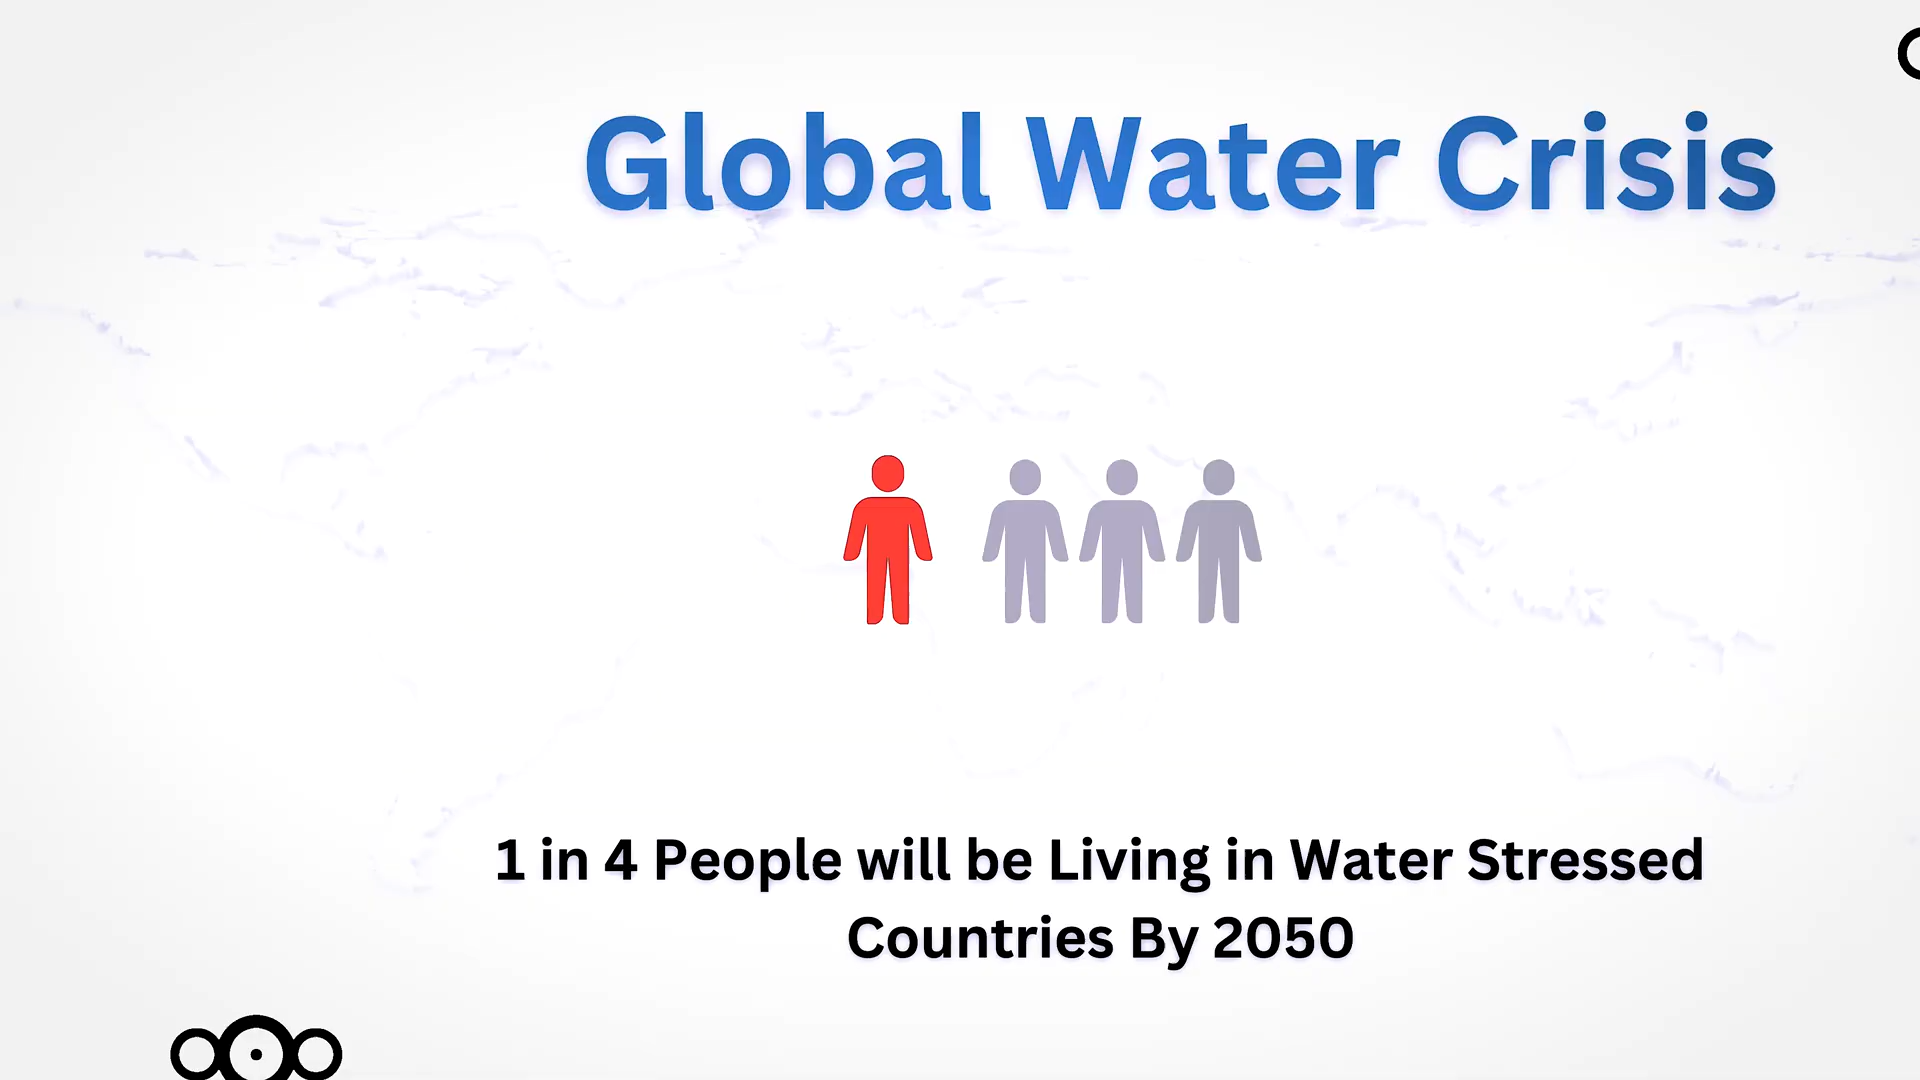 Global Water Crisis
1 in 4 People will be Living in Water Stressed
Countries By 2050